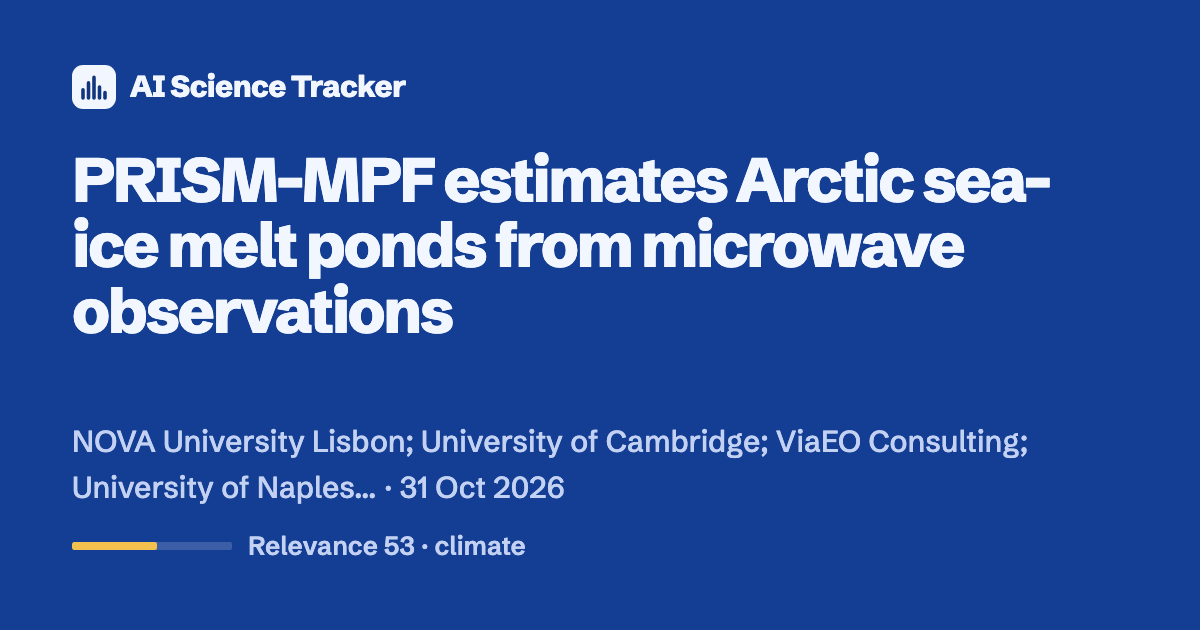 AI Science Tracker
PRISM-MPF estimates Arctic sea-
ice melt ponds from microwave
observations
NOVA University Lisbon; University of Cambridge; ViaEO Consulting;
University of Naples... · 31 Oct 2026
Relevance 53 · climate